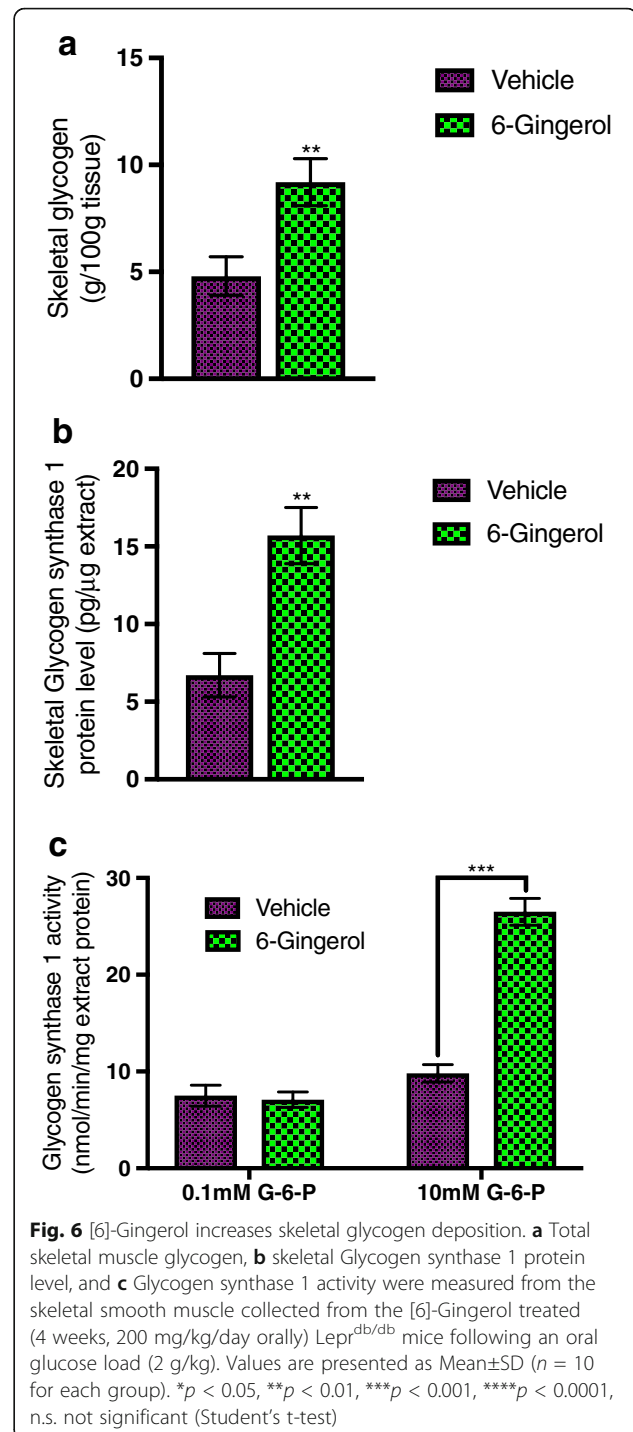 a
15
10
5
0
Skeletal glycogen
(g/100g tissue)
**
Vehicle
6-Gingerol
b
20
15
10
5
0
Skeletal Glycogen synthase 1
protein level (pg/µg extract)
**
Vehicle
6-Gingerol
c
30
20
10
0
Glycogen synthase 1 activity
(nmol/min/mg extract protein)
Vehicle
6-Gingerol
***
0.1mM G-6-P 10mM G-6-P
Fig. 6 [6]-Gingerol increases skeletal glycogen deposition. a Total
skeletal muscle glycogen, b skeletal Glycogen synthase 1 protein
level, and c Glycogen synthase 1 activity were measured from the
skeletal smooth muscle collected from the [6]-Gingerol treated
(4 weeks, 200 mg/kg/day orally) Lepr^db/db mice following an oral
glucose load (2 g/kg). Values are presented as Mean±SD (n = 10
for each group). *p < 0.05, **p < 0.01, ***p < 0.001, ****p < 0.0001,
n.s. not significant (Student's t-test)